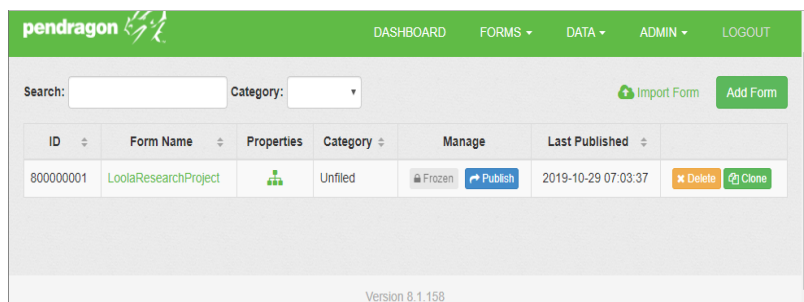 pendragon DASHBOARD FORMS DATA ADMIN LOGOUT
Search: Category: Import Form Add Form
ID Form Name Properties Category Manage Last Published
800000001 LoolaResearchProject Unfiled Frozen Publish 2019-10-29 07:03:37 Delete Clone
Version 8.1.158